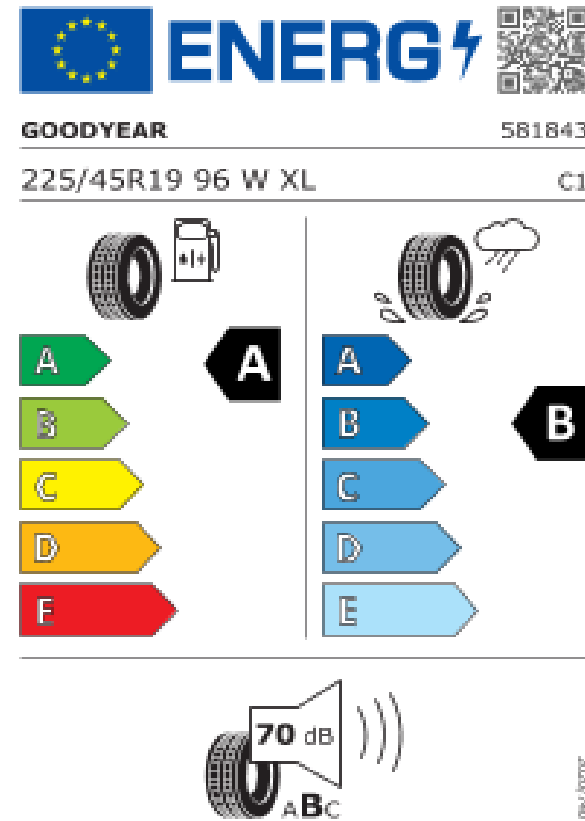 ENERG
GOODYEAR 581843
225/45R19 96 W XL C1
A A A
B B B
C C
D D
E E
70 dB
ABC